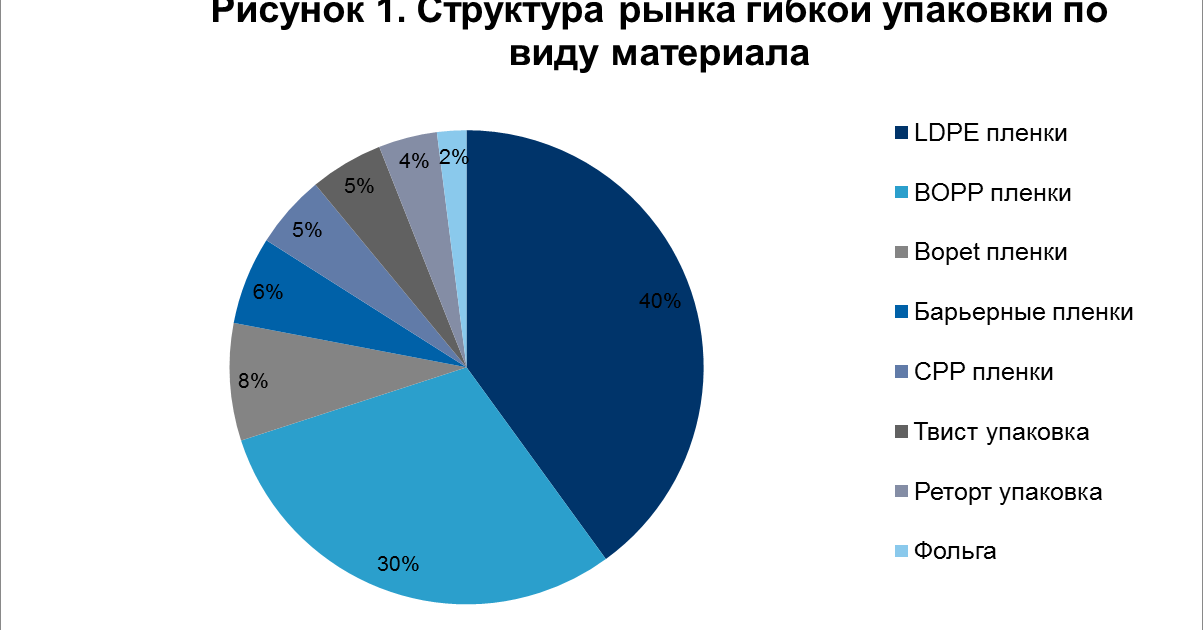 Рисунок 1. Структура рынка гибкой упаковки по
виду материала
LDPE пленки
BOPP пленки
Bopet пленки
Барьерные пленки
CPP пленки
Твист упаковка
Реторт упаковка
Фольга
2%
4%
5%
5%
6%
8%
30%
40%